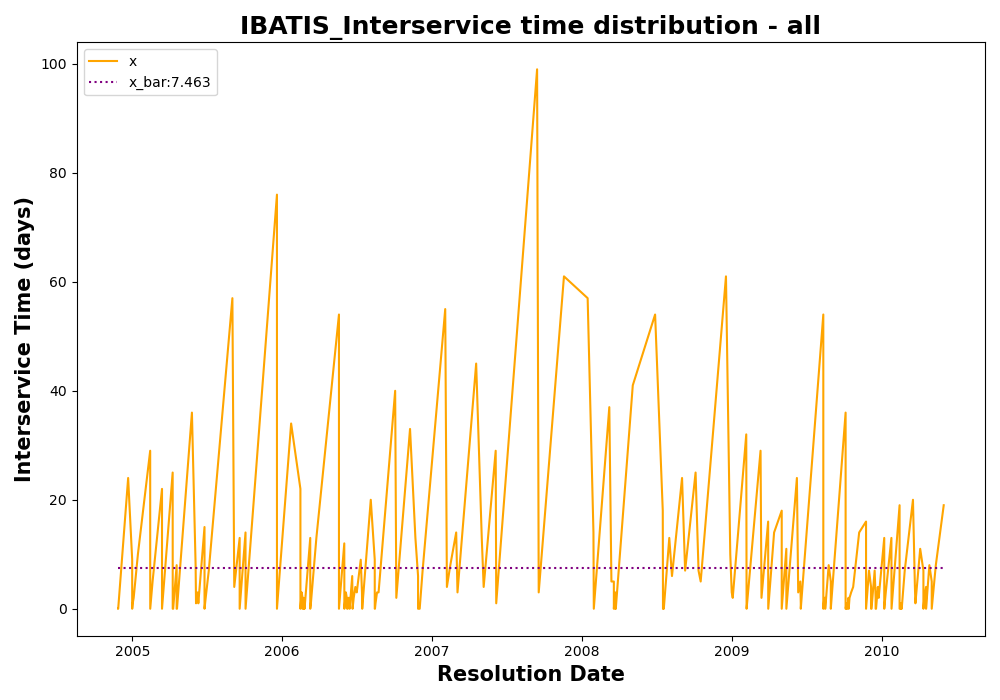 IBATIS_Interservice time distribution - all
x
x_bar:7.463
Interservice Time (days)
100
80
60
40
20
0
2005 2006 2007 2008 2009 2010
Resolution Date